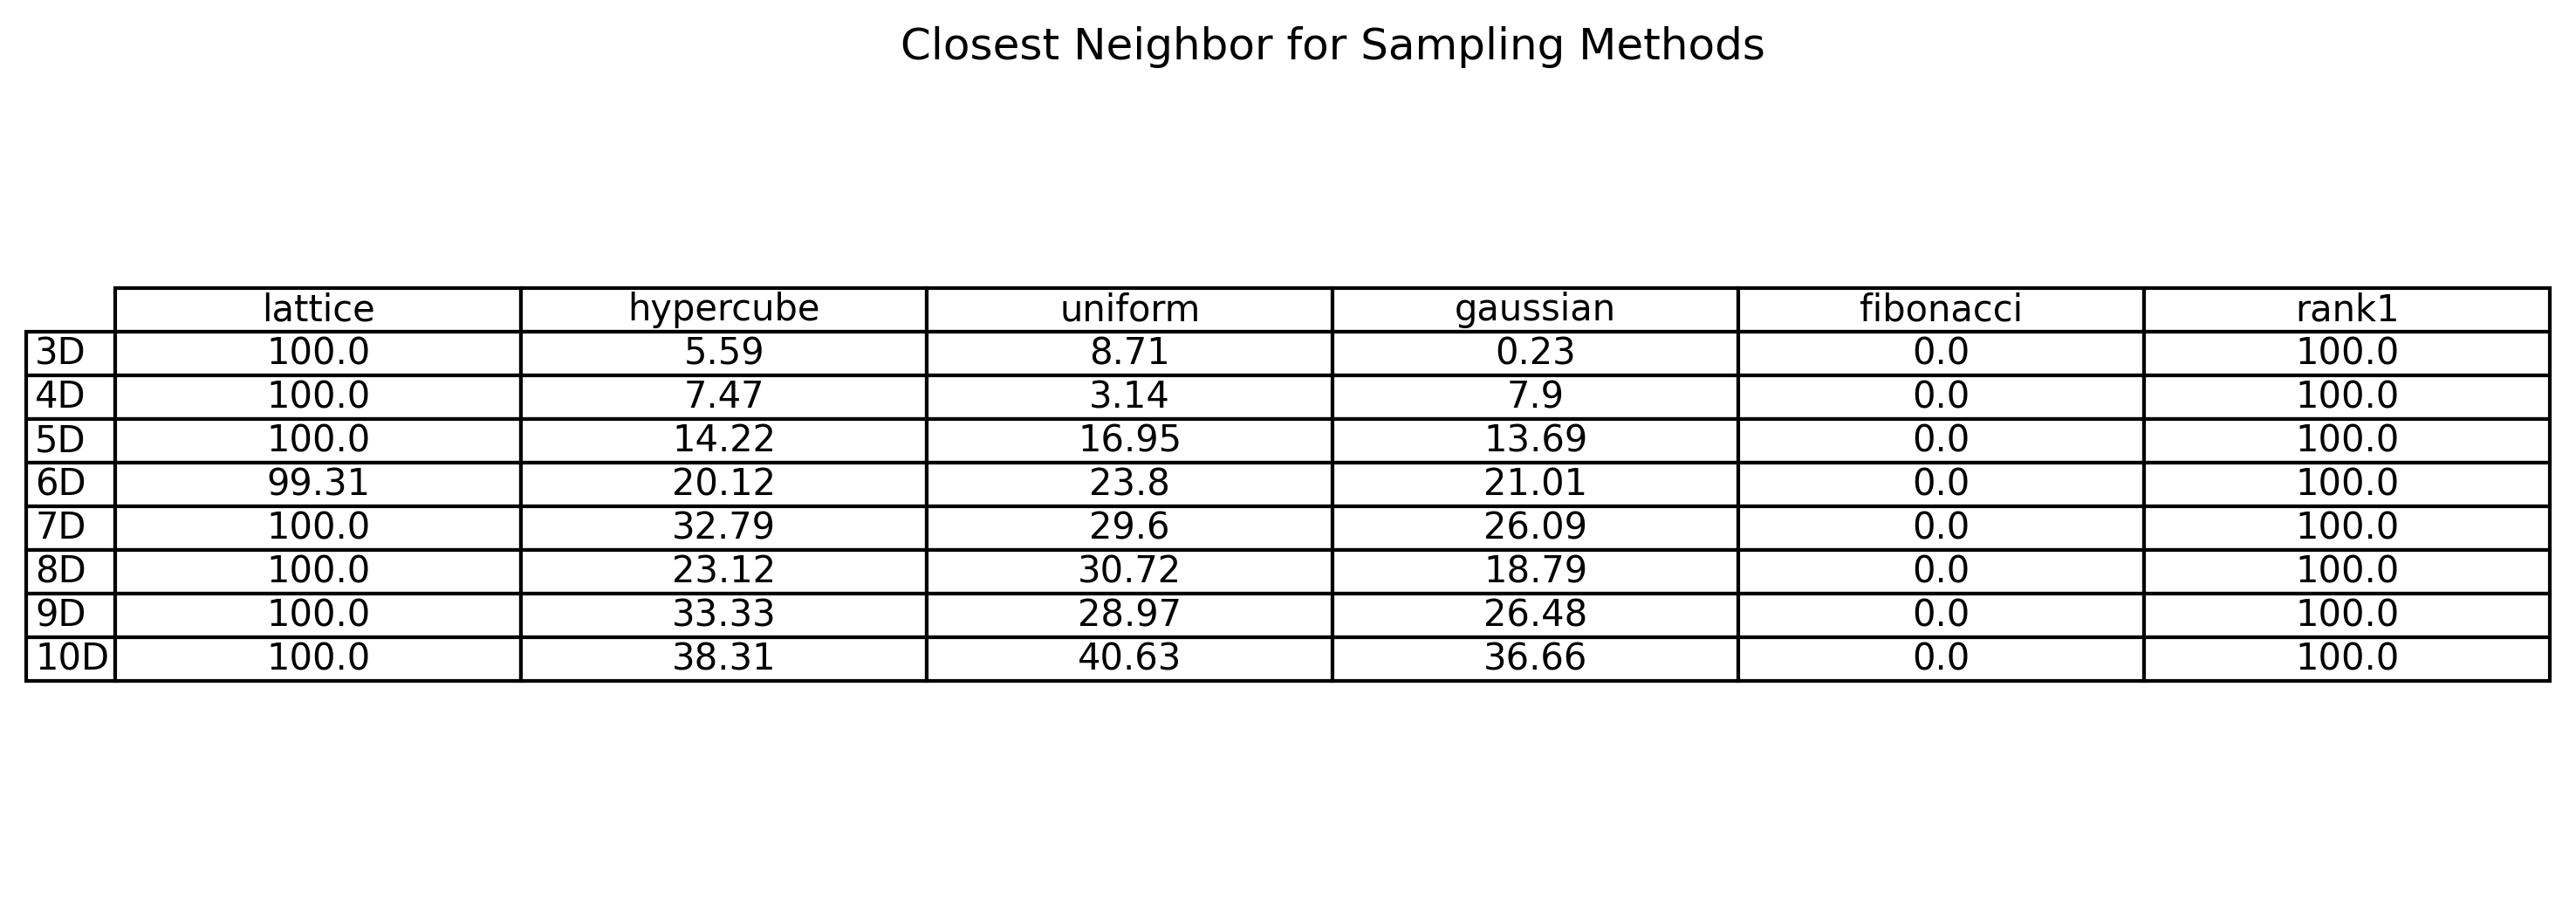 Closest Neighbor for Sampling Methods
lattice hypercube uniform gaussian fibonacci rank1
3D 100.0 5.59 8.71 0.23 0.0 100.0
4D 100.0 7.47 3.14 7.9 0.0 100.0
5D 100.0 14.22 16.95 13.69 0.0 100.0
6D 99.31 20.12 23.8 21.01 0.0 100.0
7D 100.0 32.79 29.6 26.09 0.0 100.0
8D 100.0 23.12 30.72 18.79 0.0 100.0
9D 100.0 33.33 28.97 26.48 0.0 100.0
10D 100.0 38.31 40.63 36.66 0.0 100.0